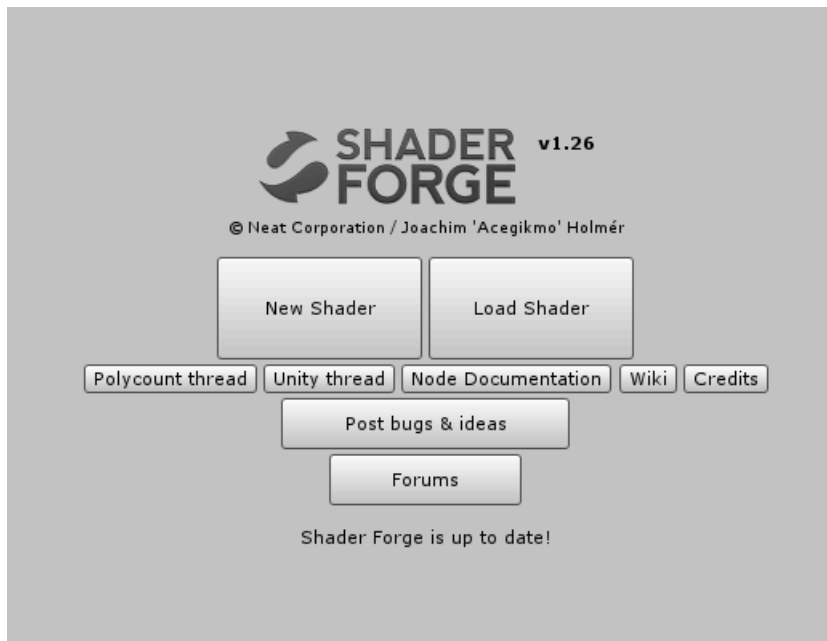 SHADER
FORGE
v1.26
© Neat Corporation / Joachim 'Acegikmo' Holmér
New Shader
Load Shader
Polycount thread
Unity thread
Node Documentation
Wiki
Credits
Post bugs & ideas
Forums
Shader Forge is up to date!